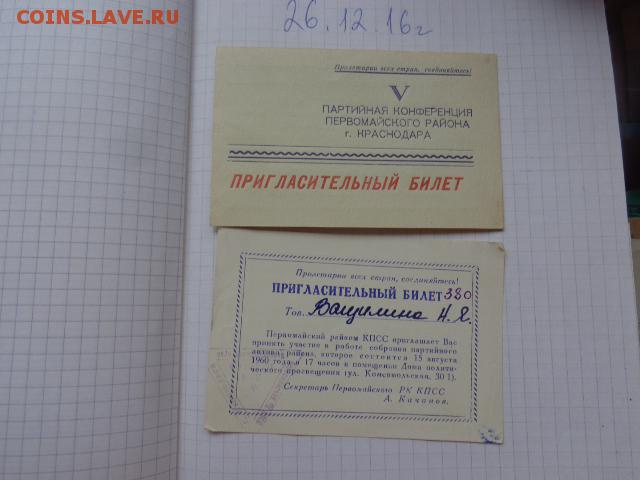 COINS.LAVE.RU
26.12.16г
Пролетарии всех стран, соединяйтесь!
V
ПАРТИЙНАЯ КОНФЕРЕНЦИЯ
ПЕРВОМАЙСКОГО РАЙОНА
г. КРАСНОДАРА
ПРИГЛАСИТЕЛЬНЫЙ БИЛЕТ
Пролетарии всех стран, соединяйтесь!
ПРИГЛАСИТЕЛЬНЫЙ БИЛЕТ 380
Тов. Н. Я.
Первомайский райком КПСС приглашает Вас
принять участие в работе собрания партийного
актива района, которое состоится 15 августа
1960 года в 17 часов в помещении Дома полити-
ческого просвещения (ул. Комсомольская, 30 1).
Секретарь Первомайского РК КПСС
А. Качанов.